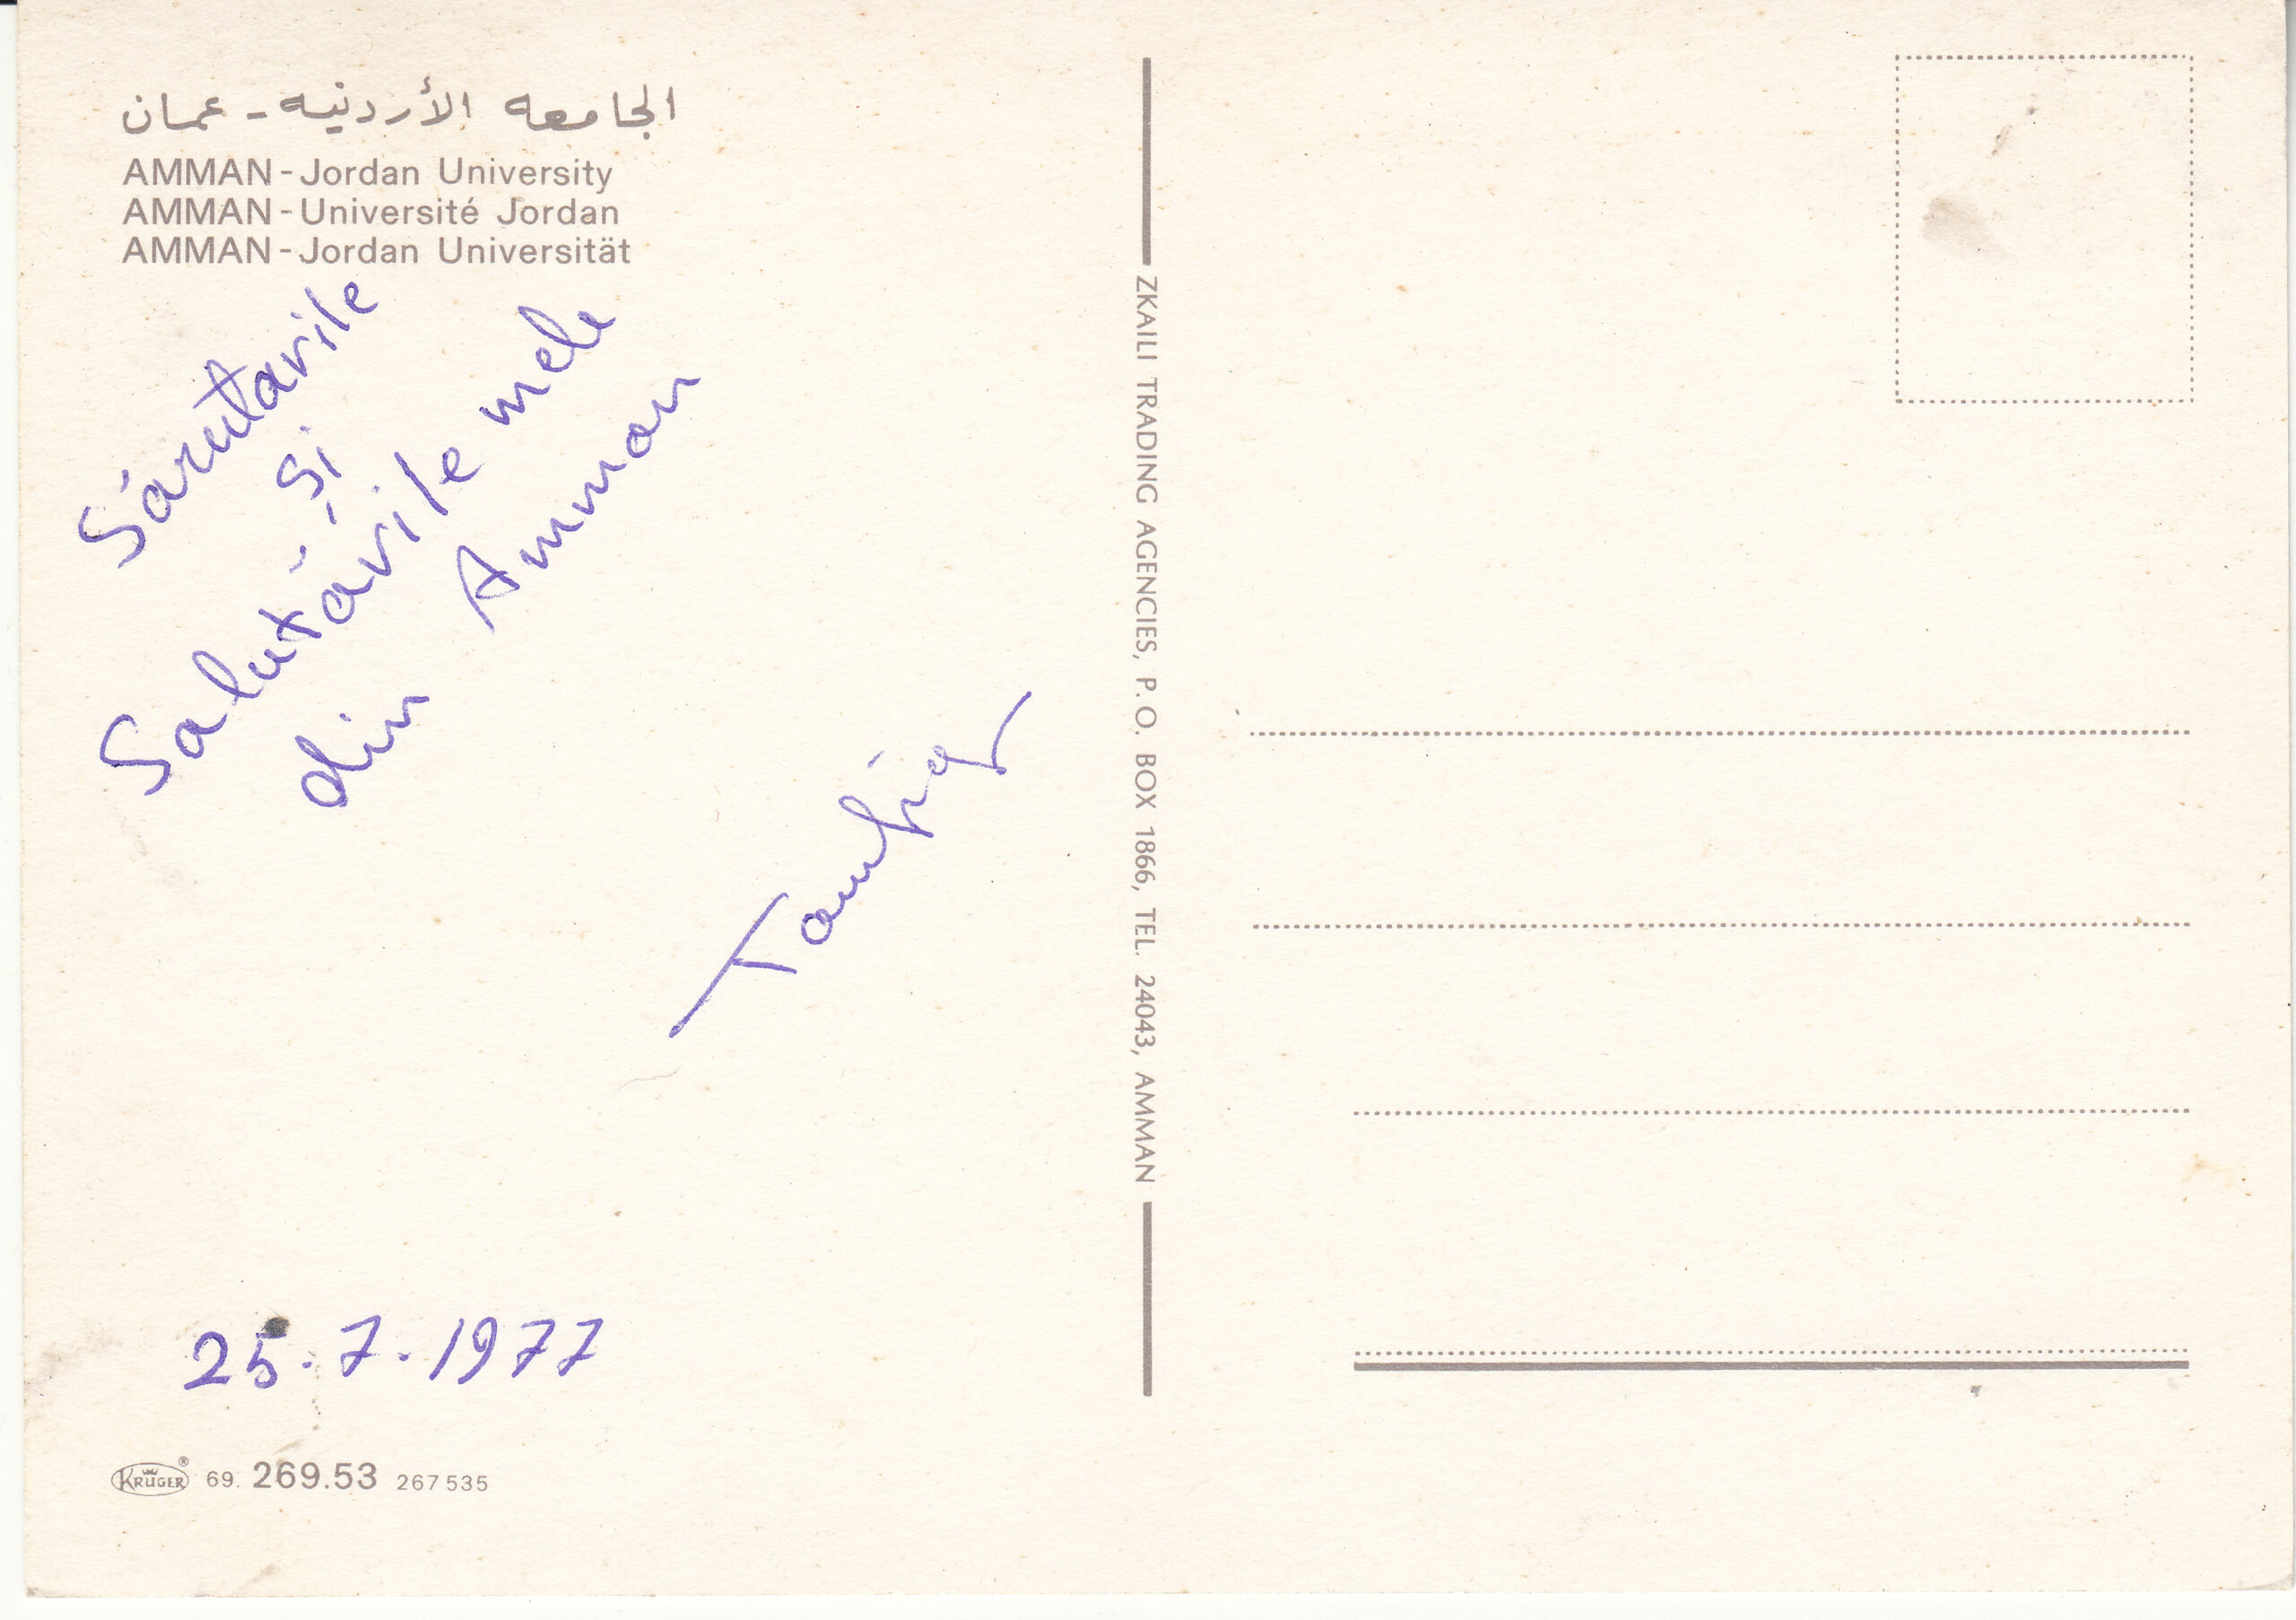 الجامعه الأردنيه - عمان
AMMAN - Jordan University
AMMAN - Université Jordan
AMMAN - Jordan Universität
Sărutările
și
Salutările mele
din Amman
25.7.1977
KRÜGER® 69. 269.53 267 535
ZKAILI TRADING AGENCIES, P. O. BOX 1866, TEL. 24043, AMMAN